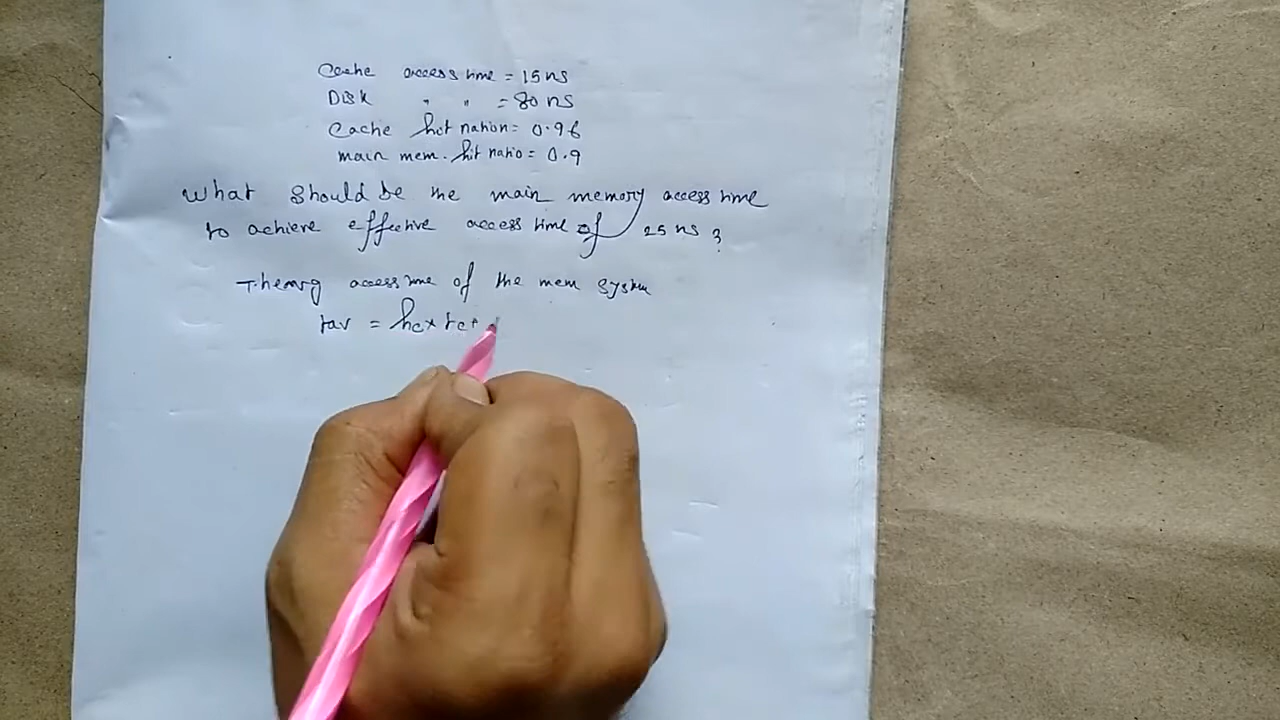 Cache access time = 15 ns
Disk " " = 80 ns
Cache hit ration = 0.96
main mem. hit ratio = 0.9
What should be the main memory access time
to achieve effective access time of 25 ns ?
The avg access time of the mem system
tav = hc × tc +